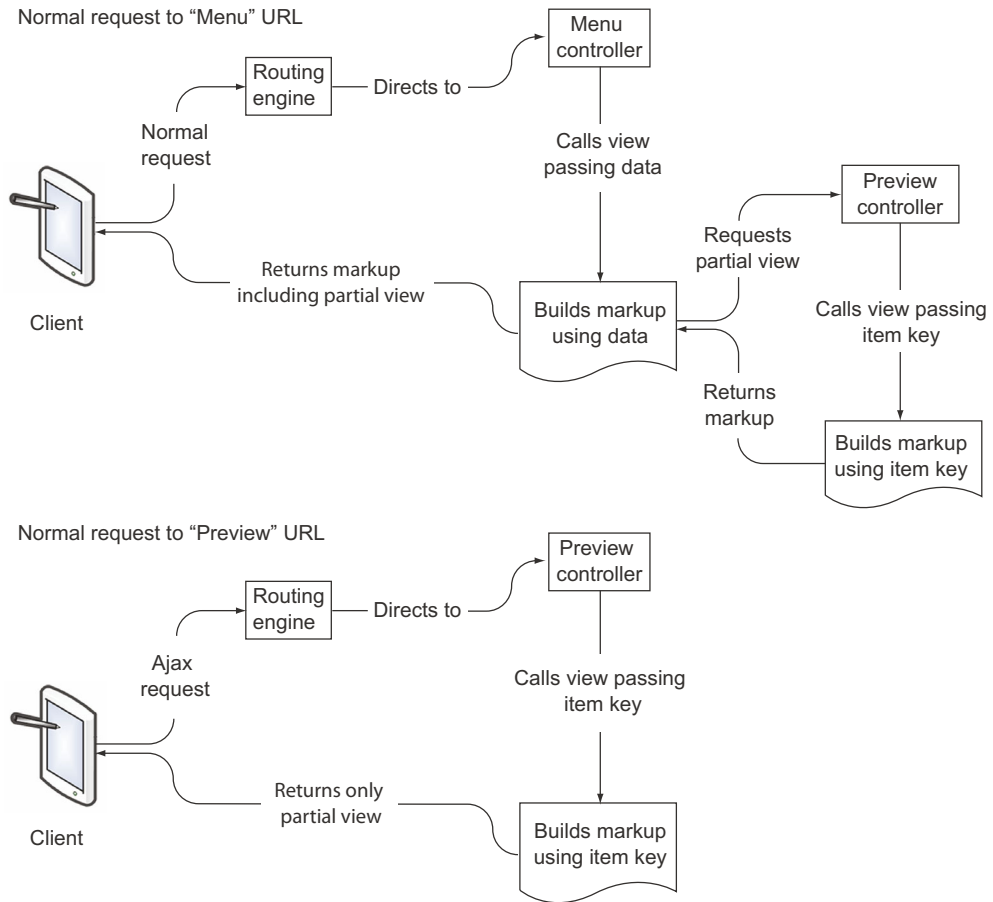 Normal request to “Menu” URL
Menu
controller
Routing
engine
Directs to
Normal
request
Calls view
passing data
Preview
controller
Requests
partial view
Returns markup
including partial view
Builds markup
using data
Calls view passing
item key
Client
Returns
markup
Builds markup
using item key
Normal request to “Preview” URL
Preview
controller
Routing
engine
Directs to
Ajax
request
Calls view passing
item key
Returns only
partial view
Builds markup
using item key
Client